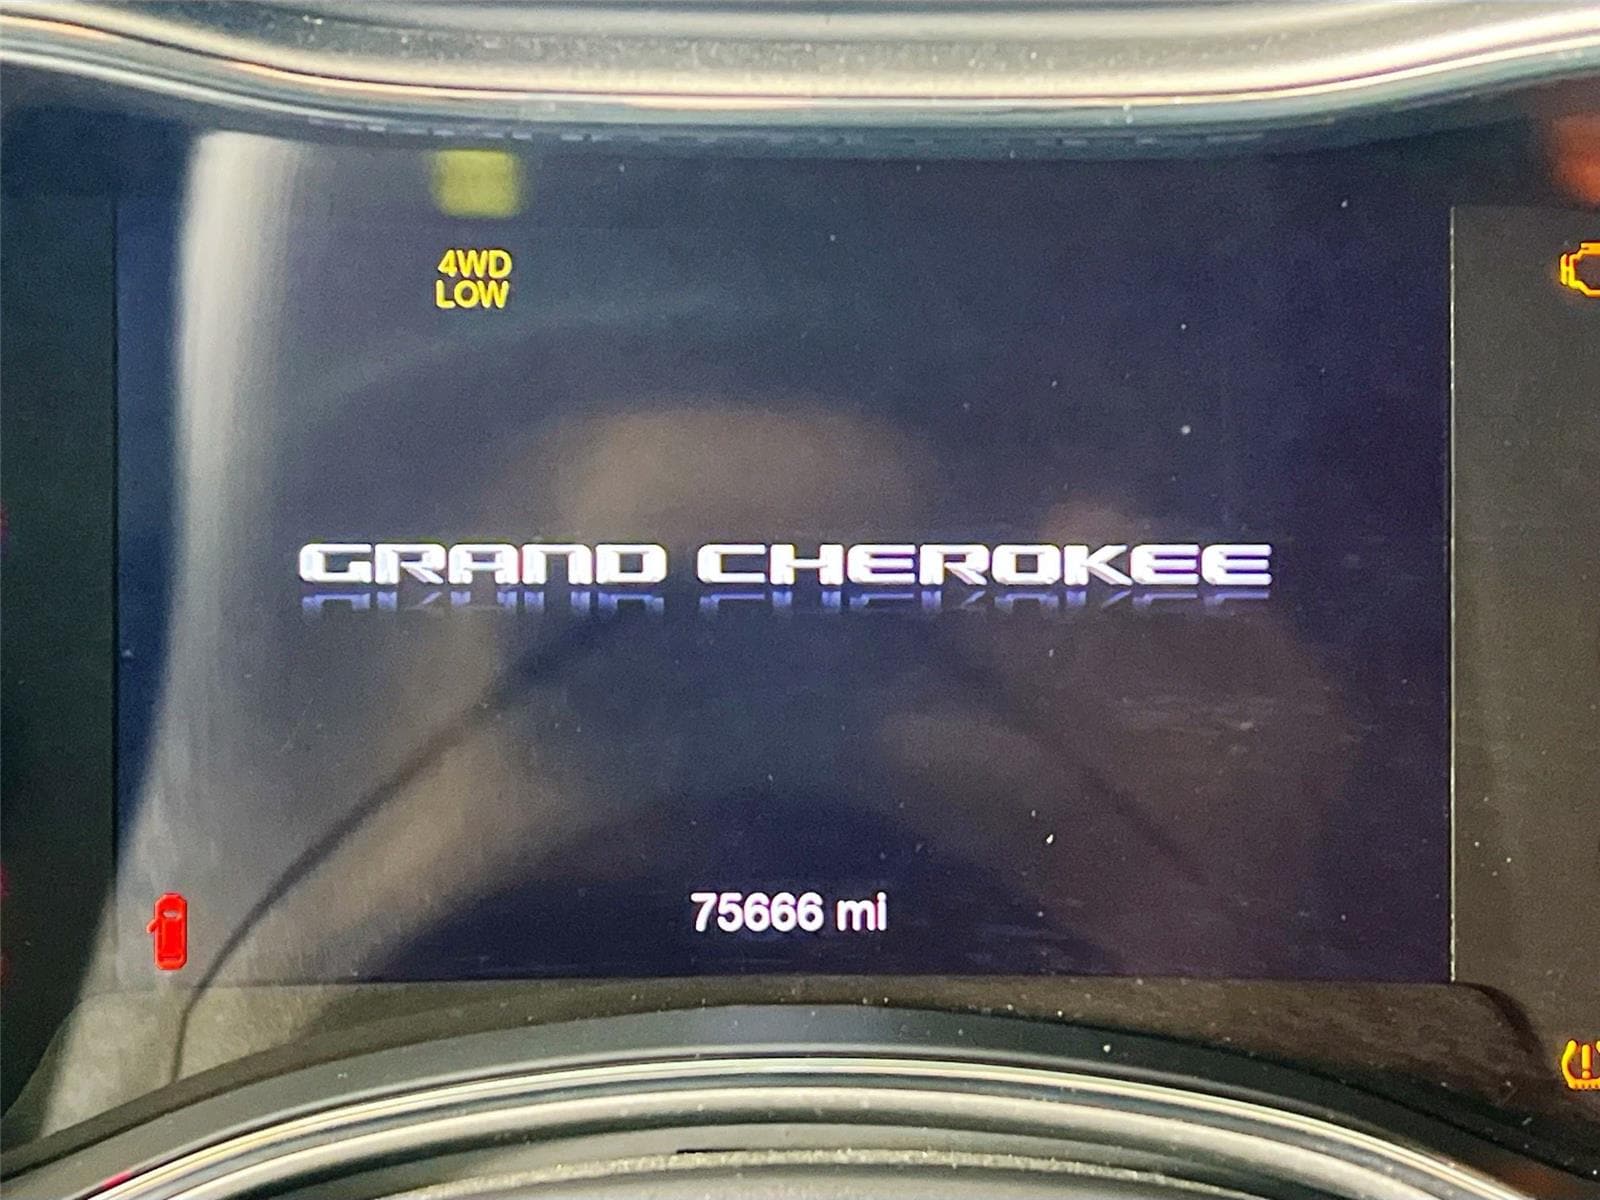 4WD
LOW
GRAND CHEROKEE
75666 mi